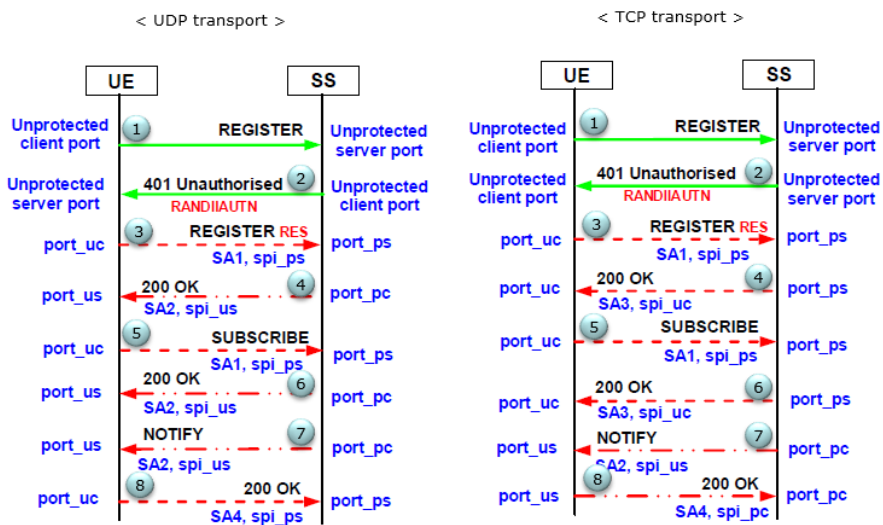 < UDP transport >
UE
SS
Unprotected
client port
1
REGISTER
Unprotected
server port
Unprotected
server port
401 Unauthorised
2
RANDIIAUTN
Unprotected
client port
port_uc
3
REGISTER RES
port_ps
SA1, spi_ps
port_us
200 OK
4
port_pc
SA2, spi_us
port_uc
5
SUBSCRIBE
port_ps
SA1, spi_ps
port_us
200 OK
6
port_pc
SA2, spi_us
port_us
NOTIFY
7
port_pc
SA2, spi_us
port_uc
8
200 OK
port_ps
SA4, spi_ps
< TCP transport >
UE
SS
Unprotected
client port
1
REGISTER
Unprotected
server port
Unprotected
client port
401 Unauthorised
2
RANDIIAUTN
Unprotected
server port
port_uc
3
REGISTER RES
port_ps
SA1, spi_ps
port_uc
200 OK
4
port_ps
SA3, spi_uc
port_uc
5
SUBSCRIBE
port_ps
SA1, spi_ps
port_uc
200 OK
6
port_ps
SA3, spi_uc
port_us
NOTIFY
7
port_pc
SA2, spi_us
port_us
8
200 OK
port_pc
SA4, spi_pc